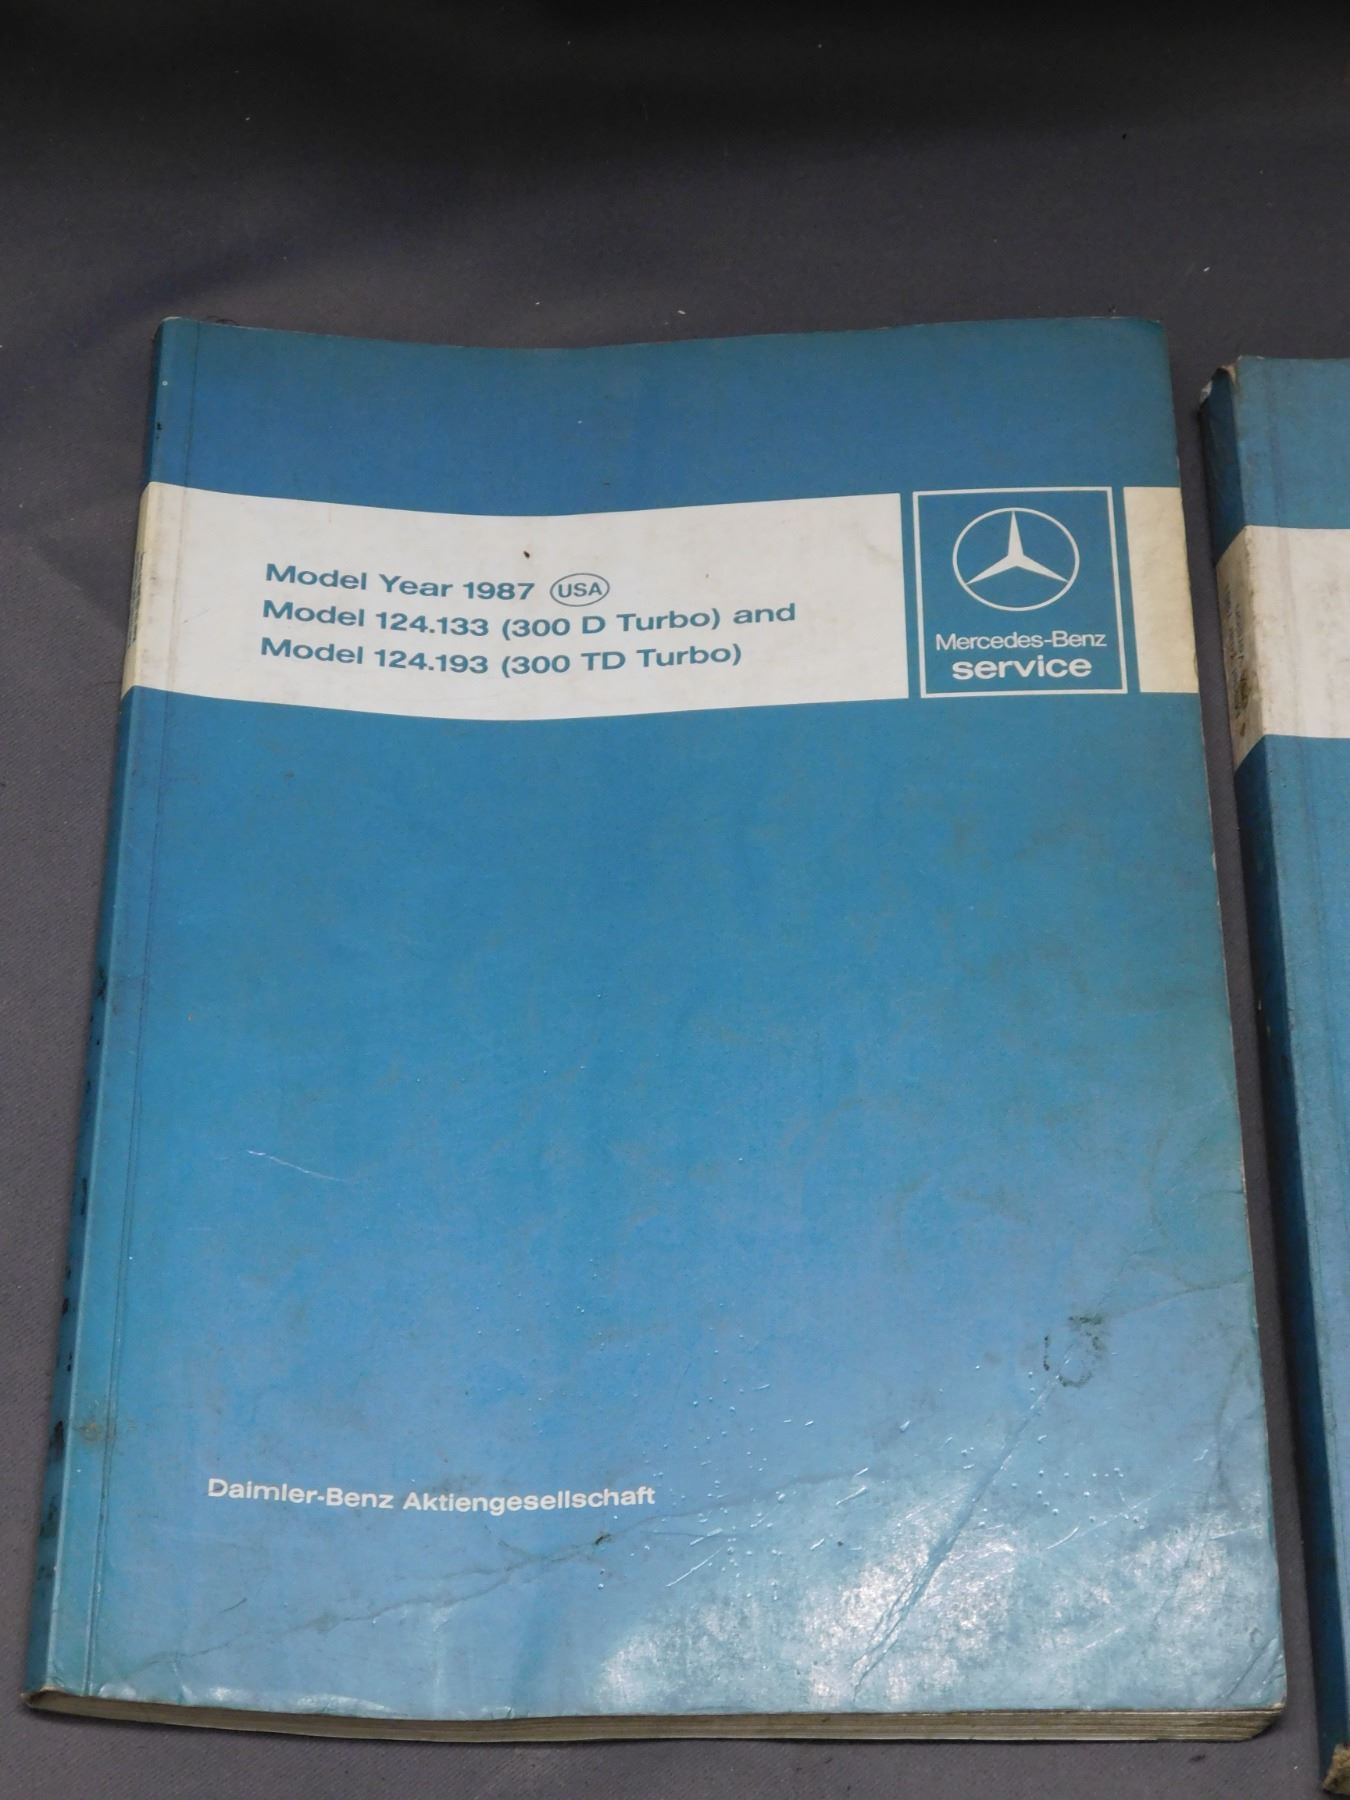 Model Year 1987 USA
Model 124.133 (300 D Turbo) and
Model 124.193 (300 TD Turbo)
Mercedes-Benz
service
Daimler-Benz Aktiengesellschaft